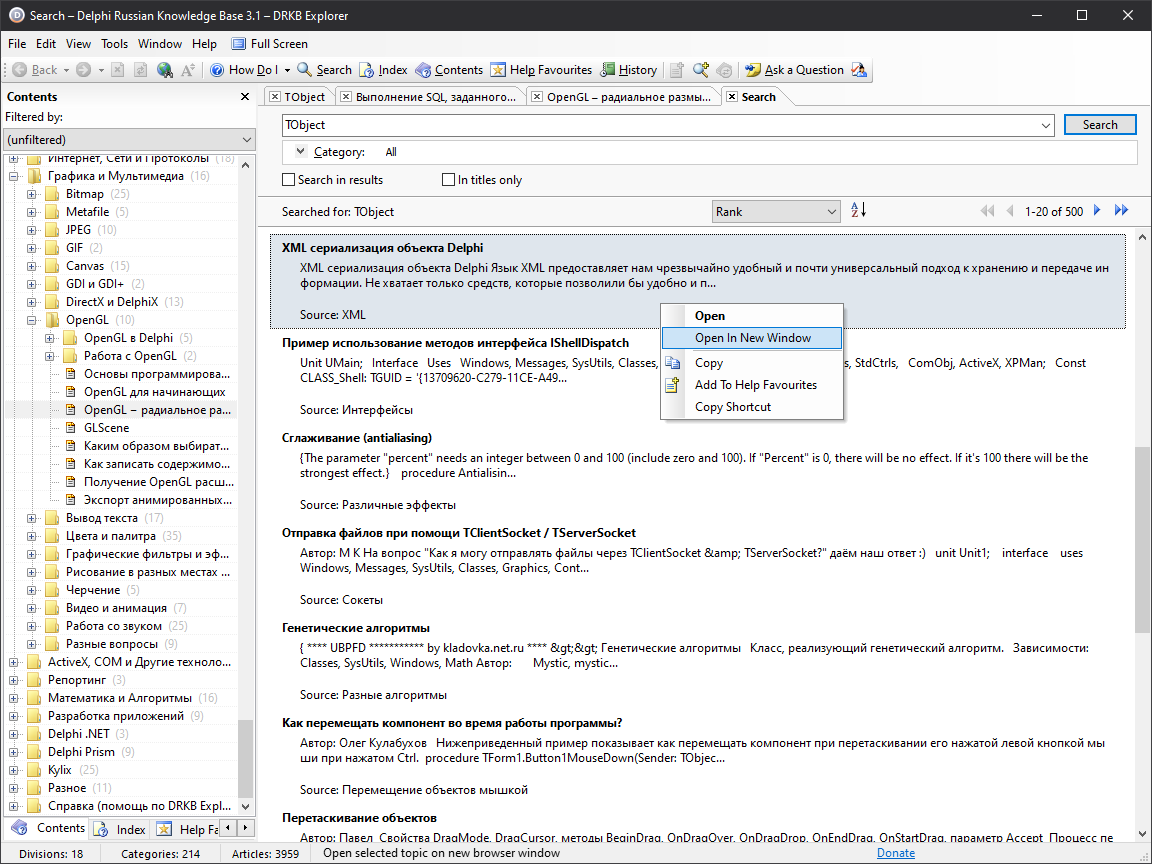 Search – Delphi Russian Knowledge Base 3.1 – DRKB Explorer
File Edit View Tools Window Help Full Screen
Back How Do I Search Index Contents Help Favourites History Ask a Question
Contents
Filtered by:
(unfiltered)
Интернет, Сети и Протоколы (18)
Графика и Мультимедиа (16)
Bitmap (25)
Metafile (5)
JPEG (10)
GIF (2)
Canvas (15)
GDI и GDI+ (2)
DirectX и DelphiX (13)
OpenGL (10)
OpenGL в Delphi (5)
Работа с OpenGL (2)
Основы программирова...
OpenGL для начинающих
OpenGL – радиальное ра...
GLScene
Каким образом выбират...
Как записать содержимо...
Получение OpenGL расш...
Экспорт анимированных...
Вывод текста (17)
Цвета и палитра (35)
Графические фильтры и эф...
Рисование в разных местах ...
Черчение (5)
Видео и анимация (7)
Работа со звуком (25)
Разные вопросы (9)
ActiveX, COM и Другие техноло...
Репортинг (3)
Математика и Алгоритмы (16)
Разработка приложений (9)
Delphi .NET (3)
Delphi Prism (9)
Kylix (25)
Разное (11)
Справка (помощь по DRKB Expl...
Contents Index Help Fa
TObject Выполнение SQL, заданного... OpenGL – радиальное размы... Search
TObject Search
Category: All
Search in results In titles only
Searched for: TObject Rank 1-20 of 500
XML сериализация объекта Delphi
XML сериализация объекта Delphi Язык XML предоставляет нам чрезвычайно удобный и почти универсальный подход к хранению и передаче ин
формации. Не хватает только средств, которые позволили бы удобно и п...
Source: XML
Пример использование методов интерфейса IShellDispatch
Unit UMain; Interface Uses Windows, Messages, SysUtils, Classes, s, StdCtrls, ComObj, ActiveX, XPMan; Const
CLASS_Shell: TGUID = '{13709620-C279-11CE-A49...
Source: Интерфейсы
Open
Open In New Window
Copy
Add To Help Favourites
Copy Shortcut
Сглаживание (antialiasing)
{The parameter "percent" needs an integer between 0 and 100 (include zero and 100). If "Percent" is 0, there will be no effect. If it's 100 there will be the
strongest effect.} procedure Antialisin...
Source: Различные эффекты
Отправка файлов при помощи TClientSocket / TServerSocket
Автор: М К На вопрос "Как я могу отправлять файлы через TClientSocket &amp; TServerSocket?" даём наш ответ :) unit Unit1; interface uses
Windows, Messages, SysUtils, Classes, Graphics, Cont...
Source: Сокеты
Генетические алгоритмы
{ **** UBPFD *********** by kladovka.net.ru **** &gt;&gt; Генетические алгоритмы Класс, реализующий генетический алгоритм. Зависимости:
Classes, SysUtils, Windows, Math Автор: Mystic, mystic...
Source: Разные алгоритмы
Как перемещать компонент во время работы программы?
Автор: Олег Кулабухов Нижеприведенный пример показывает как перемещать компонент при перетаскивании его нажатой левой кнопкой мы
ши при нажатом Ctrl. procedure TForm1.Button1MouseDown(Sender: TObjec...
Source: Перемещение объектов мышкой
Перетаскивание объектов
Автор: Павел Свойства DragMode, DragCursor, методы BeginDrag, OnDragOver, OnDragDrop, OnEndDrag, OnStartDrag, параметр Accept Процесс пе
Divisions: 18 Categories: 214 Articles: 3959 Open selected topic on new browser window Donate